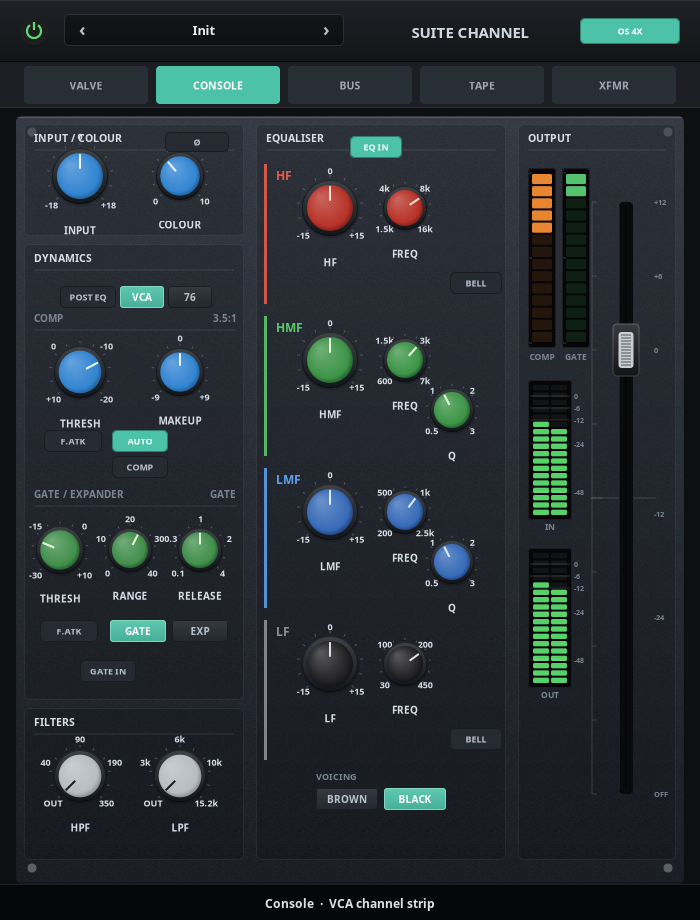 ‹ Init › SUITE CHANNEL OS 4X
VALVE CONSOLE BUS TAPE XFMR
INPUT / COLOUR
Ø
0
-18 +18 0 10
INPUT COLOUR
DYNAMICS
POST EQ VCA 76
COMP 3.5:1
0 -10 0
+10 -20 -9 +9
THRESH MAKEUP
F.ATK AUTO
COMP
GATE / EXPANDER GATE
-15 0 10 20 30 0.3 1 2
-30 +10 0 40 0.1 4
THRESH RANGE RELEASE
F.ATK GATE EXP
GATE IN
FILTERS
40 90 190 3k 6k 10k
OUT 350 OUT 15.2k
HPF LPF
EQUALISER
EQ IN
HF
0 4k 8k
-15 +15 1.5k 16k
HF FREQ
BELL
HMF
0 1.5k 3k
-15 +15 600 7k
HMF FREQ
1 2
0.5 3
Q
LMF
0 500 1k
-15 +15 200 2.5k
LMF FREQ
1 2
0.5 3
Q
LF
0 100 200
-15 +15 30 450
LF FREQ
BELL
VOICING
BROWN BLACK
OUTPUT
COMP GATE
0
-6
-12
-24
-48
IN
0
-6
-12
-24
-48
OUT
+12
+6
0
-12
-24
OFF
Console · VCA channel strip